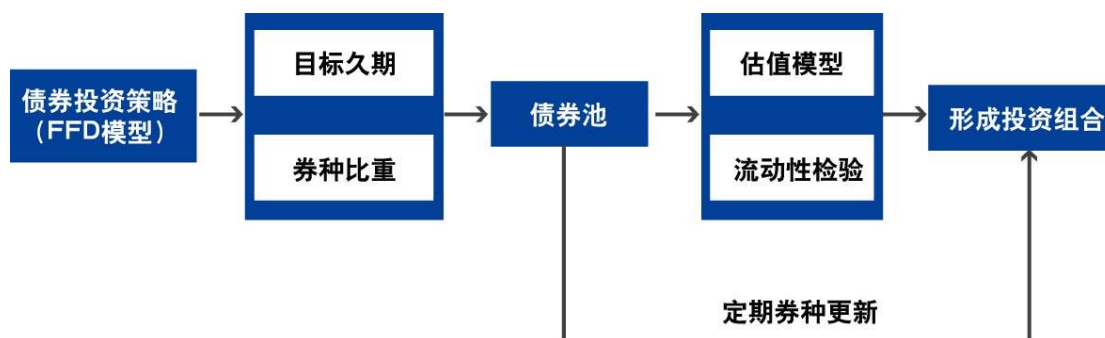 债券投资策略
（FFD模型）
目标久期
券种比重
债券池
估值模型
流动性检验
形成投资组合
定期券种更新